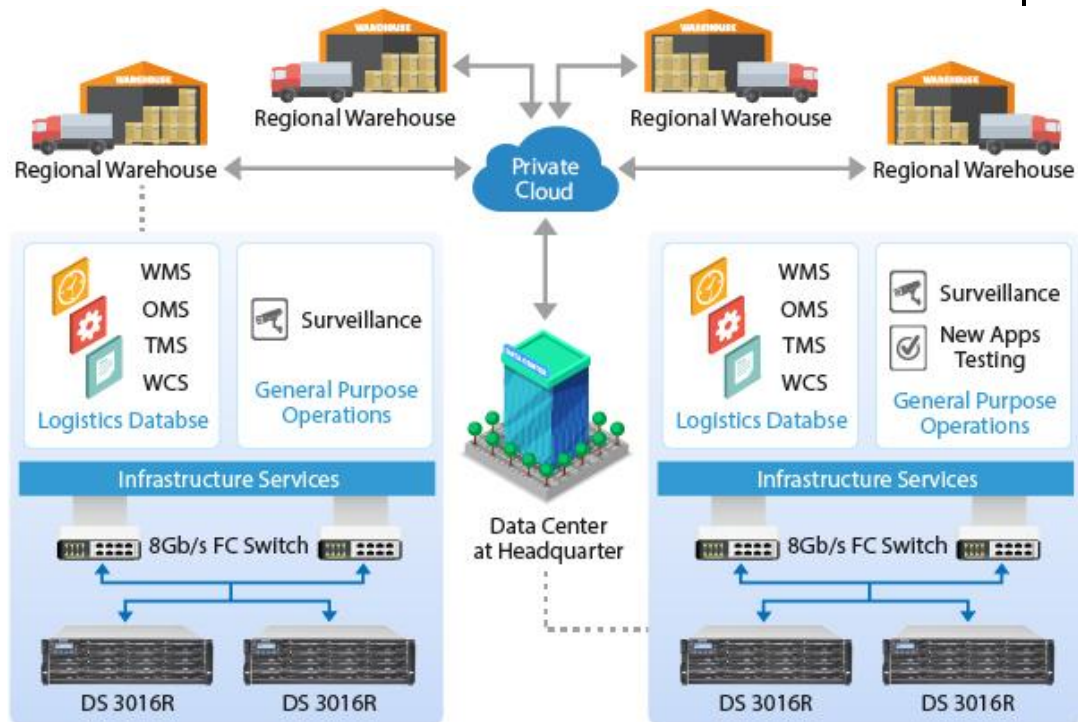 WAREHOUSE
WAREHOUSE
WAREHOUSE
WAREHOUSE
Regional Warehouse
Regional Warehouse
Regional Warehouse
Regional Warehouse
Private
Cloud
WMS
OMS
TMS
WCS
Logistics Databse
Surveillance
General Purpose
Operations
Infrastructure Services
8Gb/s FC Switch
DS 3016R
DS 3016R
DATA CENTER
Data Center
at Headquarter
WMS
OMS
TMS
WCS
Logistics Databse
Surveillance
New Apps
Testing
General Purpose
Operations
Infrastructure Services
8Gb/s FC Switch
DS 3016R
DS 3016R